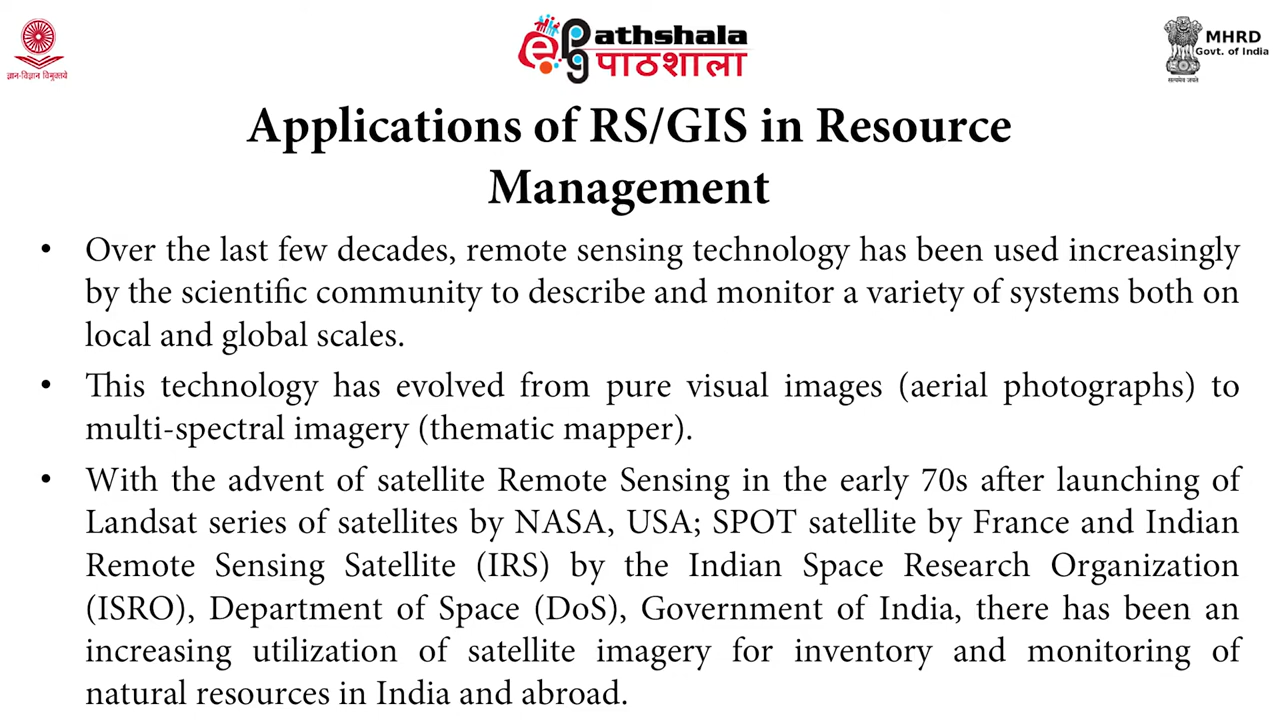 ज्ञान-विज्ञान विमुक्तये
ePathshala
पाठशाला
MHRD
Govt. of India
सत्यमेव जयते
Applications of RS/GIS in Resource
Management
• Over the last few decades, remote sensing technology has been used increasingly
by the scientific community to describe and monitor a variety of systems both on
local and global scales.
• This technology has evolved from pure visual images (aerial photographs) to
multi-spectral imagery (thematic mapper).
• With the advent of satellite Remote Sensing in the early 70s after launching of
Landsat series of satellites by NASA, USA; SPOT satellite by France and Indian
Remote Sensing Satellite (IRS) by the Indian Space Research Organization
(ISRO), Department of Space (DoS), Government of India, there has been an
increasing utilization of satellite imagery for inventory and monitoring of
natural resources in India and abroad.